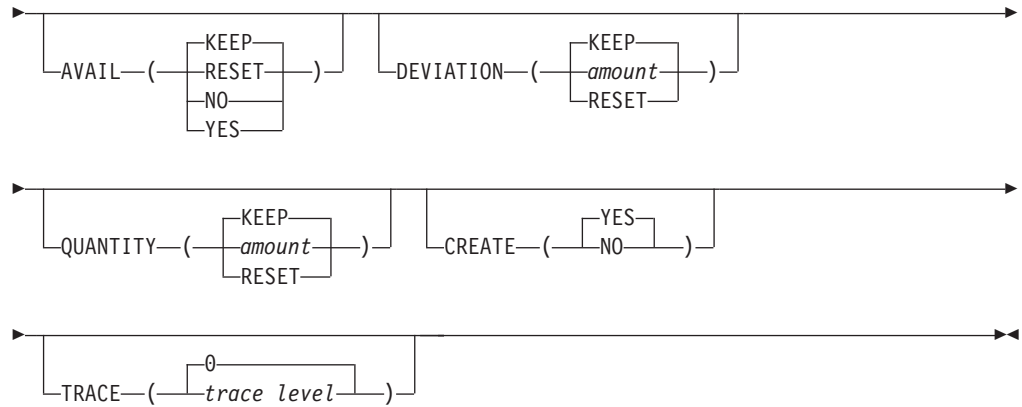 KEEP KEEP
AVAIL ( RESET ) DEVIATION ( amount )
NO RESET
YES
KEEP YES
QUANTITY ( amount ) CREATE ( NO )
RESET
0
TRACE ( trace level )